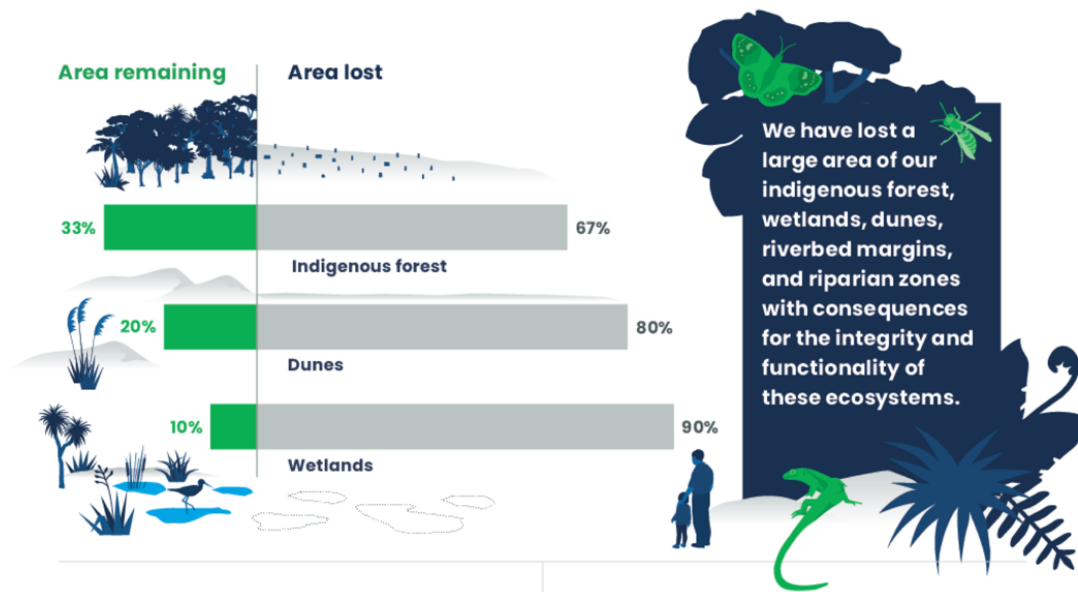 Area remaining
Area lost
33%
67%
Indigenous forest
20%
80%
Dunes
10%
90%
Wetlands
We have lost a
large area of our
indigenous forest,
wetlands, dunes,
riverbed margins,
and riparian zones
with consequences
for the integrity and
functionality of
these ecosystems.